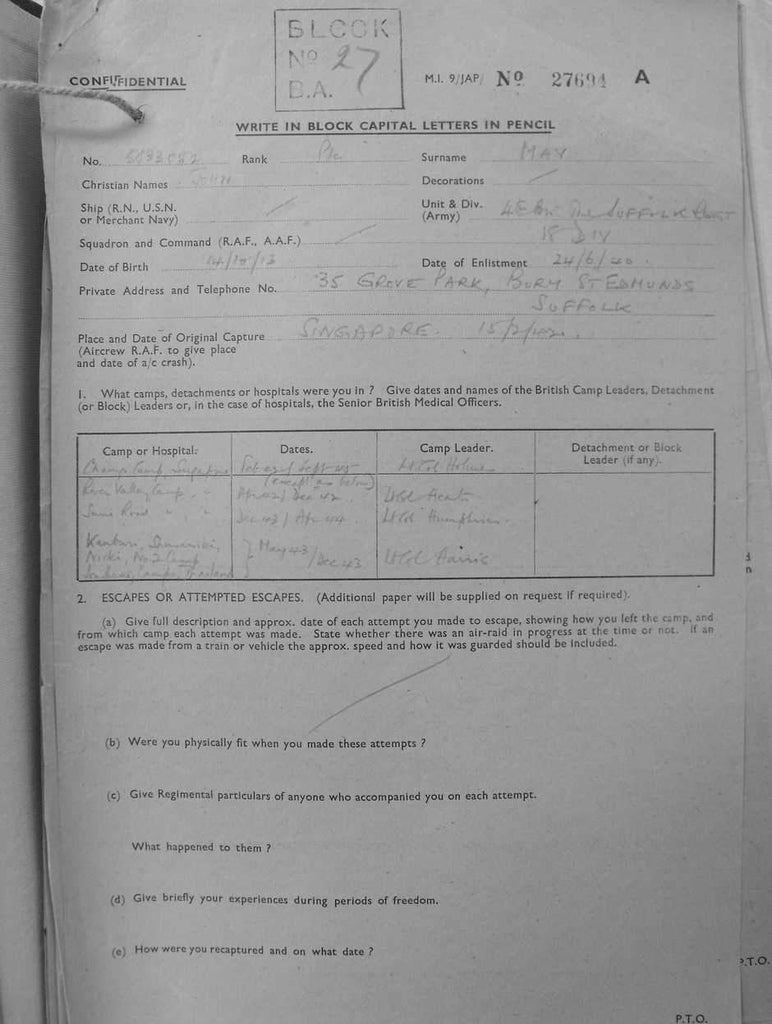 BLOCK
Nº 27
B.A.
CONFIDENTIAL
M.I. 9/JAP/ Nº 27694 A
WRITE IN BLOCK CAPITAL LETTERS IN PENCIL
No. Rank Pte Surname MAY
Christian Names JOHN Decorations
Ship (R.N., U.S.N. or Merchant Navy)
Unit & Div. (Army) The SUFFOLK REGT
18 DIV
Squadron and Command (R.A.F., A.A.F.)
Date of Birth 14/10/13 Date of Enlistment 24/6/40.
Private Address and Telephone No. 35 GROVE PARK, BURY ST EDMUNDS
SUFFOLK
Place and Date of Original Capture SINGAPORE. 15/2/42.
(Aircrew R.A.F. to give place
and date of a/c crash).
1. What camps, detachments or hospitals were you in ? Give dates and names of the British Camp Leaders, Detachment
(or Block) Leaders or, in the case of hospitals, the Senior British Medical Officers.
Camp or Hospital. Dates. Camp Leader. Detachment or Block
Leader (if any).
Changi Camp Singapore Lt Col Holmes
(except as below)
River Valley Camp " " Dec 42 Lt Col
Dec 43 / Apr 44 Lt Col Humphries.
} May 43 / Dec 43 Lt Col Harris
Niki, No.2 Camp
Thailand
2. ESCAPES OR ATTEMPTED ESCAPES. (Additional paper will be supplied on request if required).
(a) Give full description and approx. date of each attempt you made to escape, showing how you left the camp, and
from which camp each attempt was made. State whether there was an air-raid in progress at the time or not. If an
escape was made from a train or vehicle the approx. speed and how it was guarded should be included.
(b) Were you physically fit when you made these attempts ?
(c) Give Regimental particulars of anyone who accompanied you on each attempt.
What happened to them ?
(d) Give briefly your experiences during periods of freedom.
(e) How were you recaptured and on what date ?
P.T.O.
P.T.O.